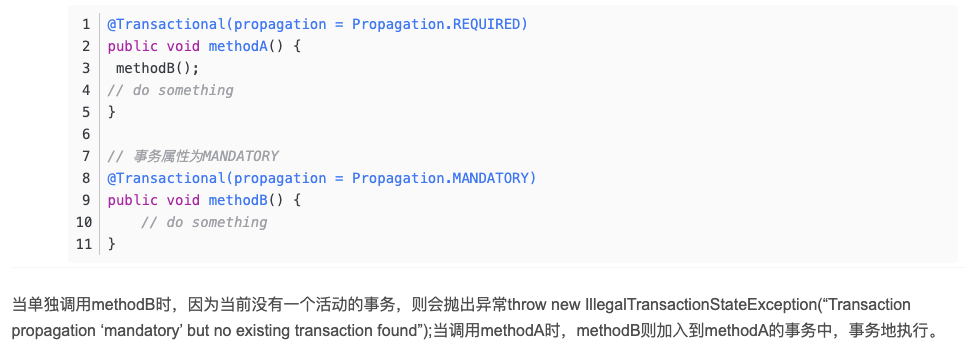 1 @Transactional(propagation = Propagation.REQUIRED)
2 public void methodA() {
3  methodB();
4 // do something
5 }
6
7 // 事务属性为MANDATORY
8 @Transactional(propagation = Propagation.MANDATORY)
9 public void methodB() {
10     // do something
11 }
当单独调用methodB时，因为当前没有一个活动的事务，则会抛出异常throw new IllegalTransactionStateException(“Transaction
propagation ‘mandatory’ but no existing transaction found”);当调用methodA时，methodB则加入到methodA的事务中，事务地执行。